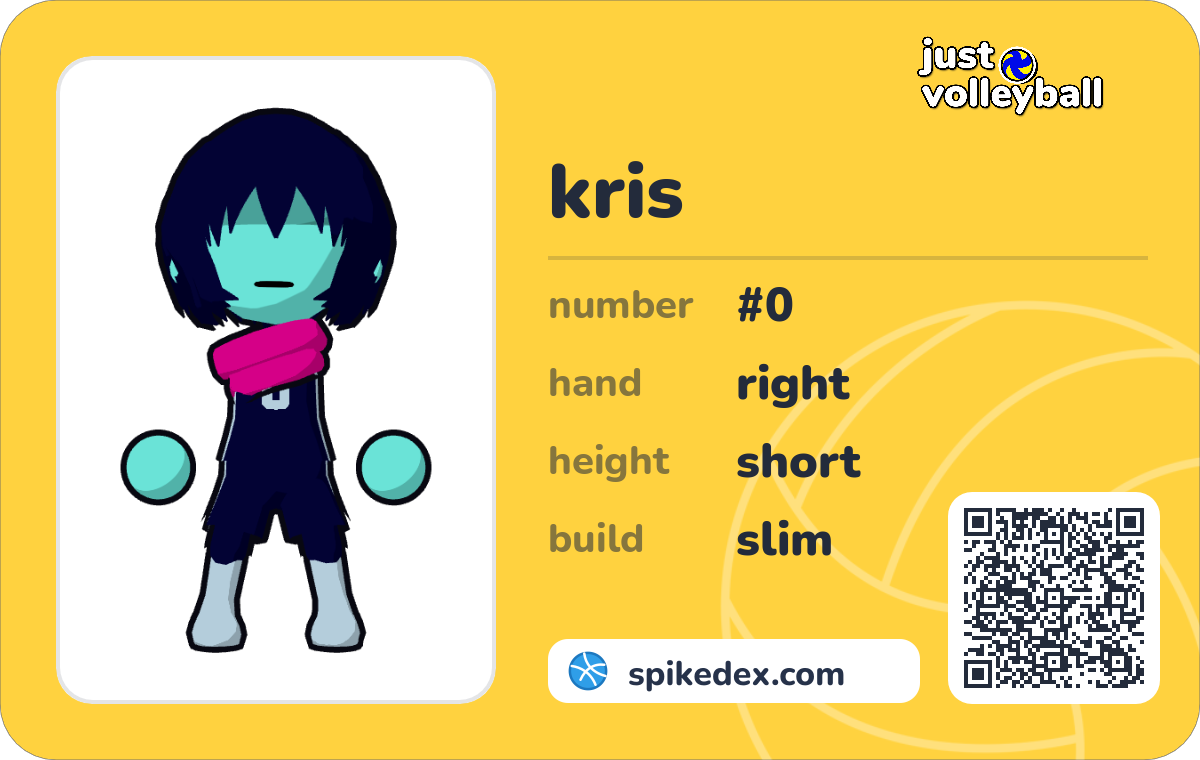 just
volleyball
kris
number #0
hand right
height short
build slim
spikedex.com